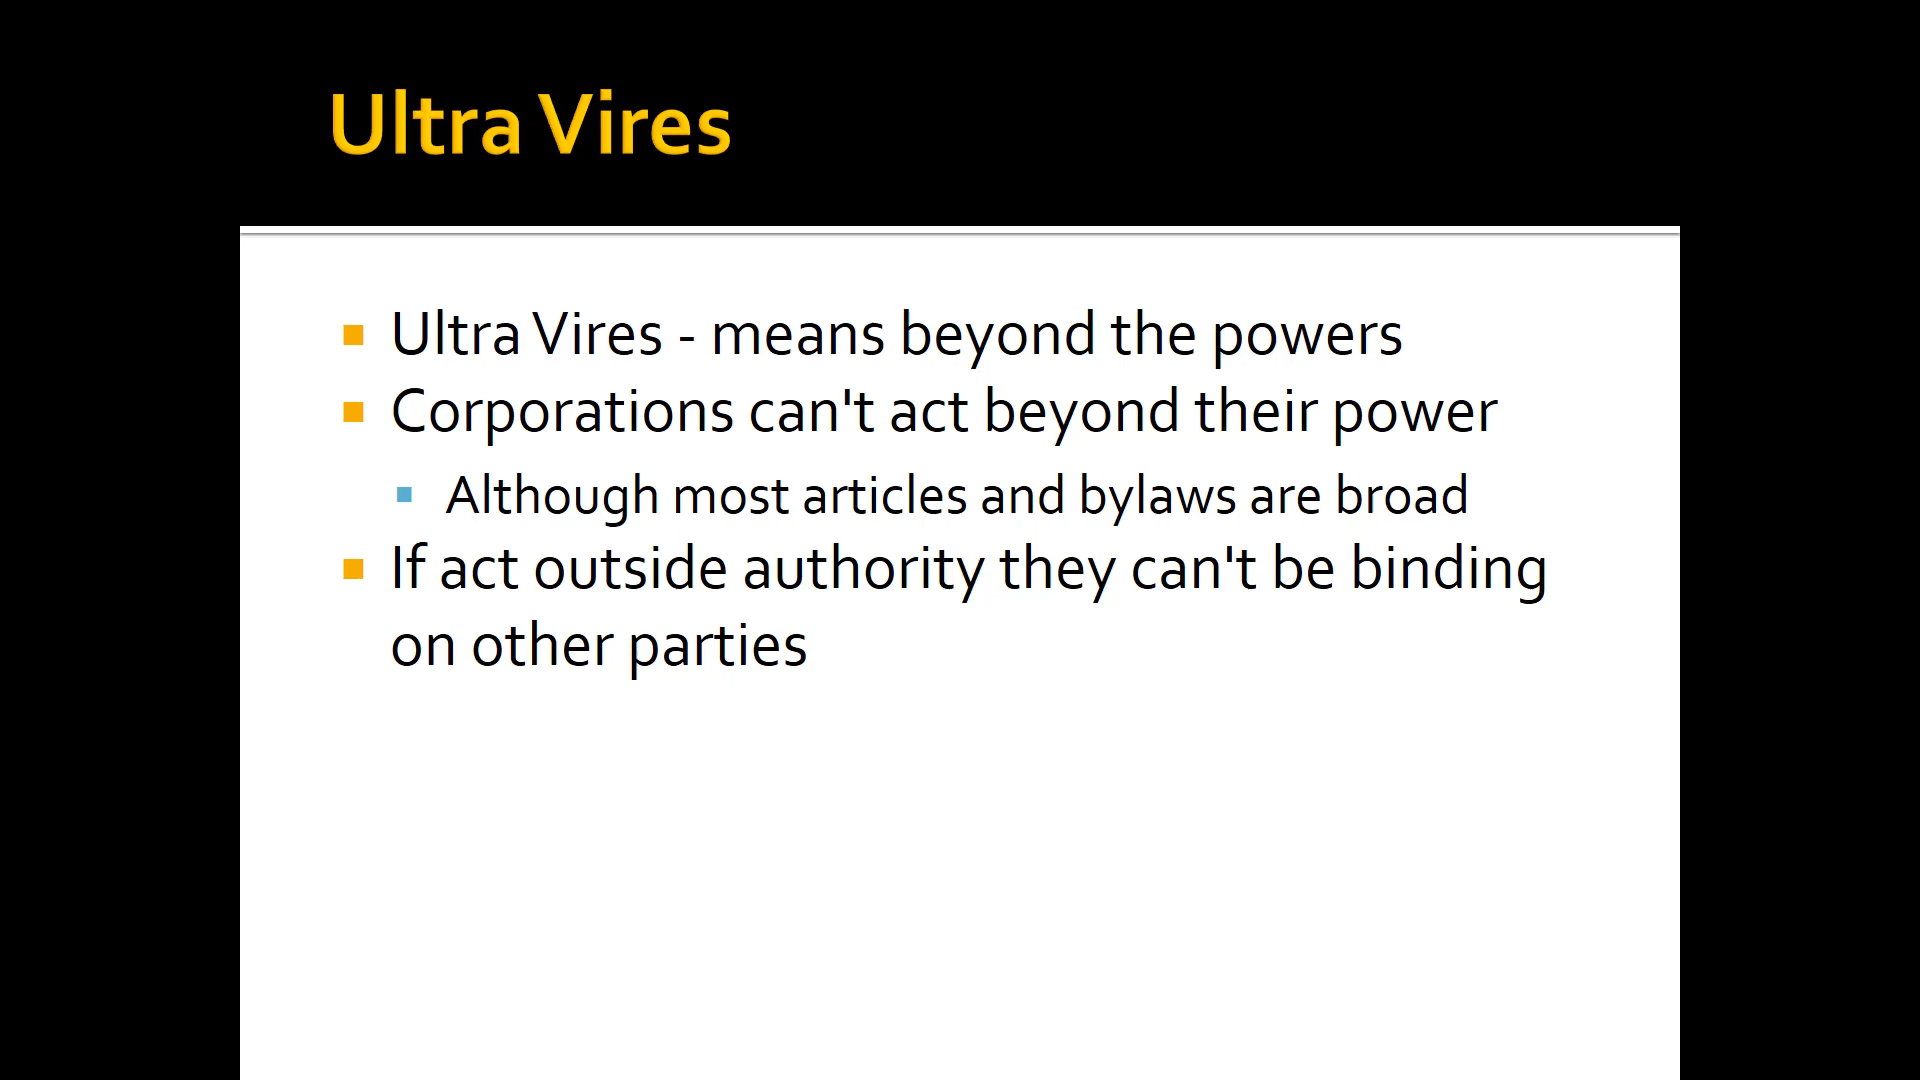 Ultra Vires
Ultra Vires - means beyond the powers
Corporations can't act beyond their power
Although most articles and bylaws are broad
If act outside authority they can't be binding
on other parties